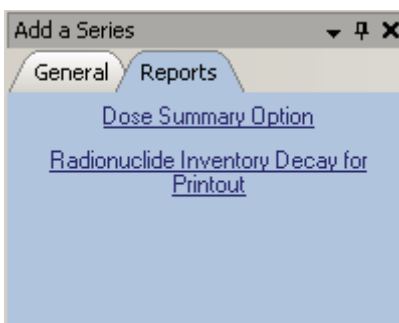 Add a Series
General Reports
Dose Summary Option
Radionuclide Inventory Decay for
Printout